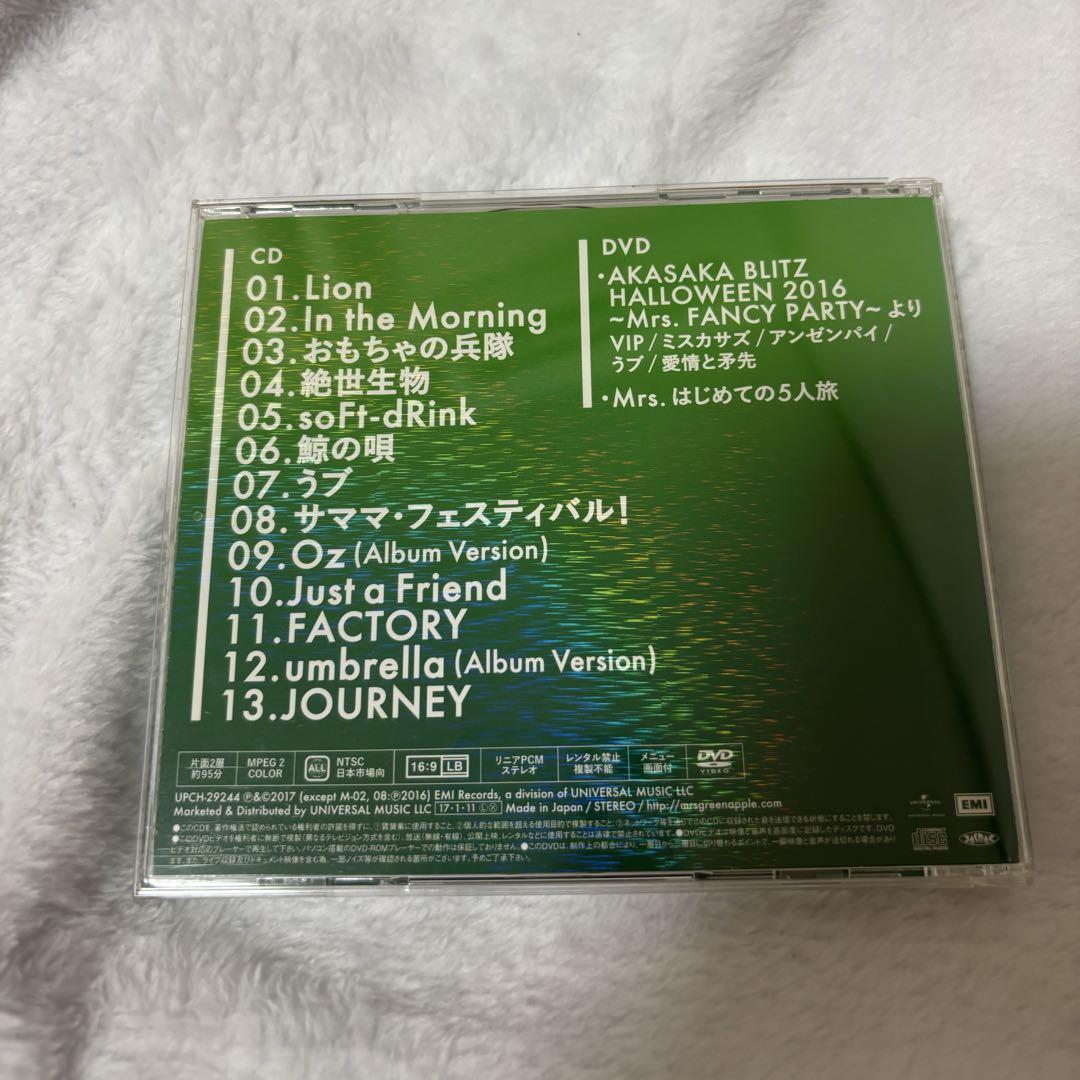 CD
01.Lion
02.In the Morning
03.おもちゃの兵隊
04.絶世生物
05.soFt-dRink
06.鯨の唄
07.うブ
08.サママ・フェスティバル!
09.Oz (Album Version)
10.Just a Friend
11.FACTORY
12.umbrella (Album Version)
13.JOURNEY
DVD
・AKASAKA BLITZ
HALLOWEEN 2016
~Mrs. FANCY PARTY~より
VIP/ミスカサズ/アンゼンパイ/
うブ/愛情と矛先
・Mrs. はじめての5人旅
片面2層
約95分
MPEG 2
COLOR
ALL
NTSC
日本市場向
16:9 LB
リニアPCM
ステレオ
レンタル禁止
複製不能
メニュー
画面付
DVD
VIDEO
UPCH-29244 ℗&©2017 (except M-02, 08:℗2016) EMI Records, a division of UNIVERSAL MUSIC LLC
Marketed & Distributed by UNIVERSAL MUSIC LLC 17・1・11 Ⓛ Ⓧ Made in Japan / STEREO / http://mrsgreenapple.com
EMI
JASRAC